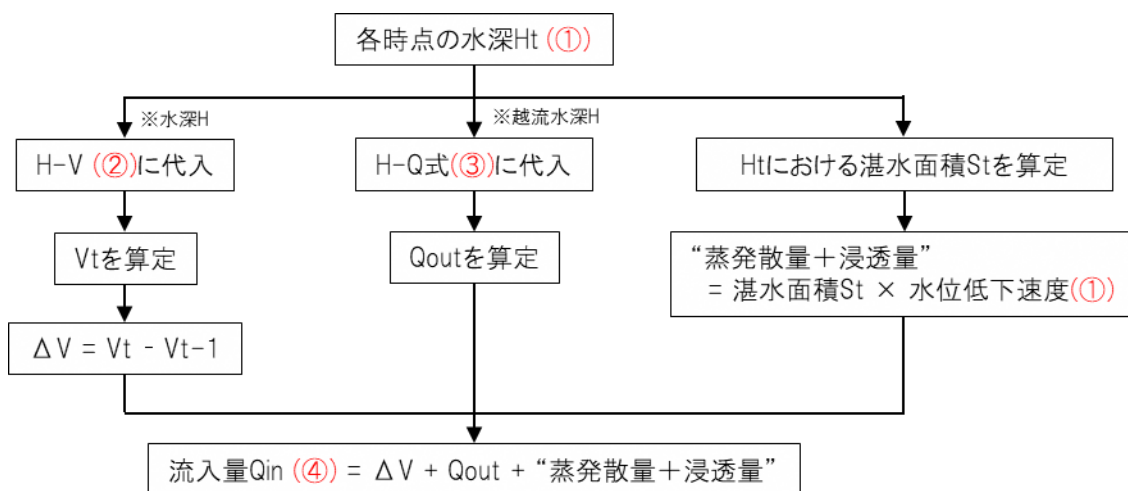 各時点の水深Ht (①)
※水深H
※越流水深H
H-V (②)に代入
H-Q式(③)に代入
Htにおける湛水面積Stを算定
Vtを算定
Qoutを算定
“蒸発散量＋浸透量”
= 湛水面積St × 水位低下速度(①)
ΔV = Vt - Vt-1
流入量Qin (④) = ΔV + Qout + “蒸発散量＋浸透量”